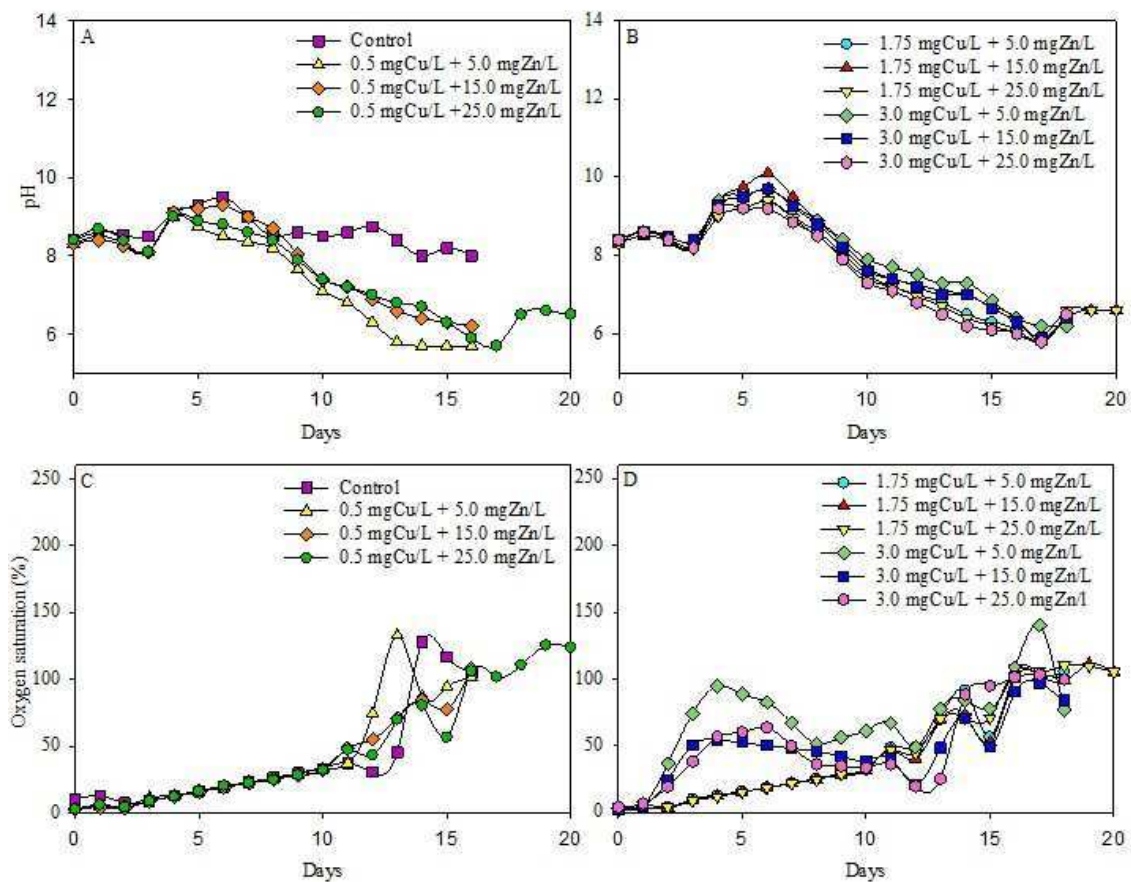 A
Control
0.5 mgCu/L + 5.0 mgZn/L
0.5 mgCu/L +15.0 mgZn/L
0.5 mgCu/L +25.0 mgZn/L
14
12
10
8
6
pH
0 5 10 15 20
Days
B
1.75 mgCu/L + 5.0 mgZn/L
1.75 mgCu/L + 15.0 mgZn/L
1.75 mgCu/L + 25.0 mgZn/L
3.0 mgCu/L + 5.0 mgZn/L
3.0 mgCu/L + 15.0 mgZn/L
3.0 mgCu/L + 25.0 mgZn/L
14
12
10
8
6
0 5 10 15 20
Days
C
Control
0.5 mgCu/L + 5.0 mgZn/L
0.5 mgCu/L + 15.0 mgZn/L
0.5 mgCu/L + 25.0 mgZn/L
250
200
150
100
50
0
Oxygen saturation (%)
0 5 10 15 20
Days
D
1.75 mgCu/L + 5.0 mgZn/L
1.75 mgCu/L + 15.0 mgZn/L
1.75 mgCu/L + 25.0 mgZn/L
3.0 mgCu/L + 5.0 mgZn/L
3.0 mgCu/L + 15.0 mgZn/L
3.0 mgCu/L + 25.0 mgZn/l
250
200
150
100
50
0
0 5 10 15 20
Days